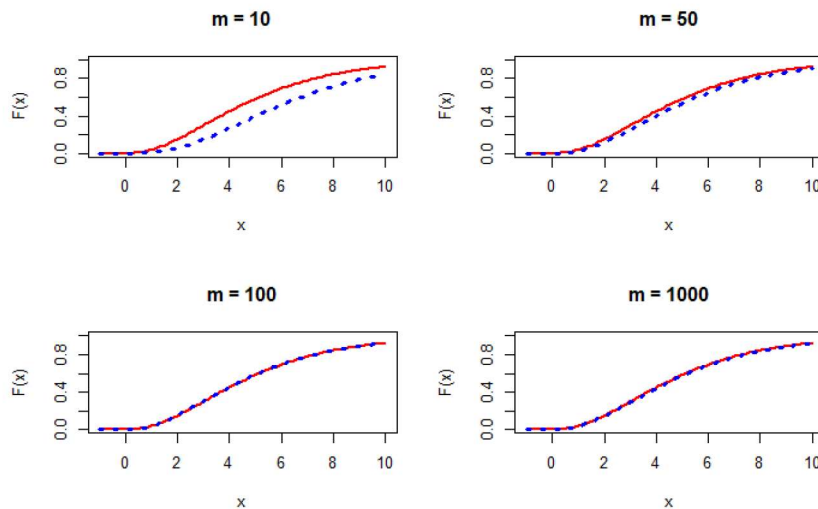 m = 10
F(x)
0.0 0.4 0.8
0 2 4 6 8 10
x
m = 50
F(x)
0.0 0.4 0.8
0 2 4 6 8 10
x
m = 100
F(x)
0.0 0.4 0.8
0 2 4 6 8 10
x
m = 1000
F(x)
0.0 0.4 0.8
0 2 4 6 8 10
x